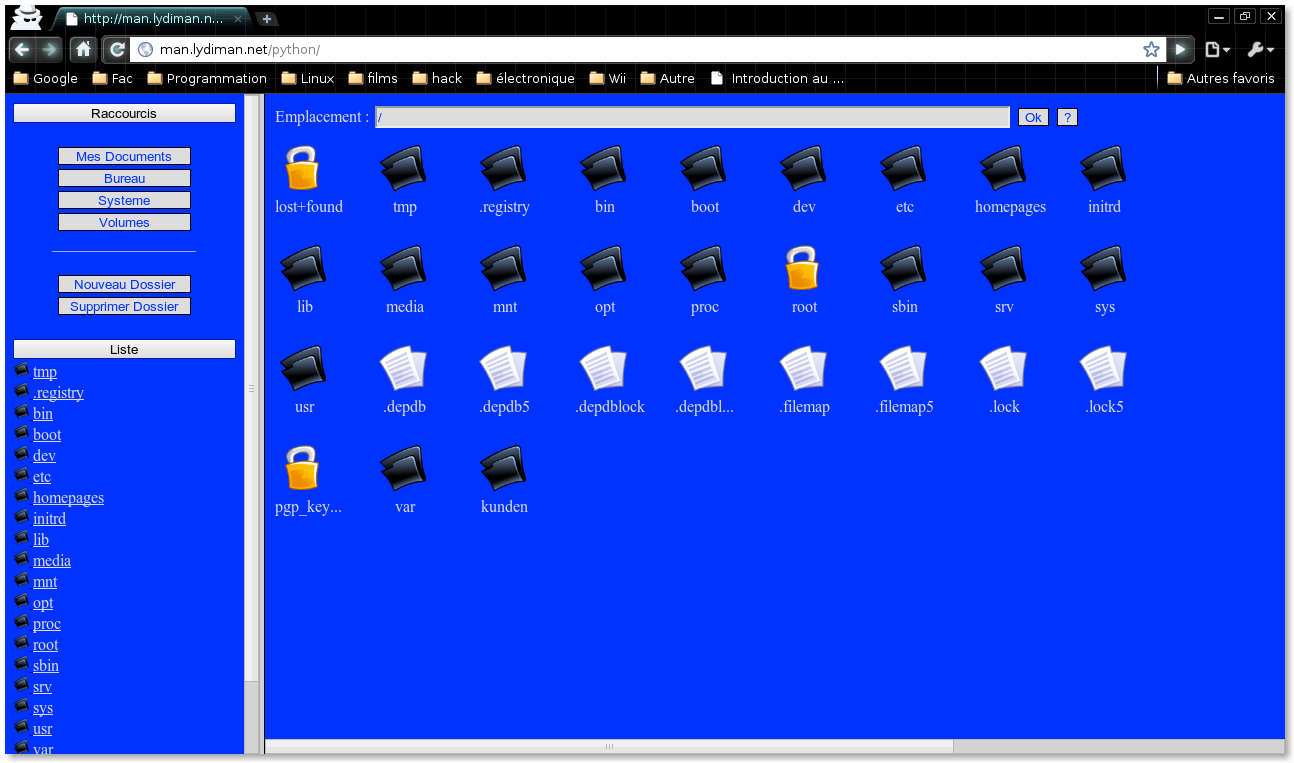 http://man.lydiman.n...
man.lydiman.net/python/
Google Fac Programmation Linux films hack électronique Wii Autre Introduction au ... Autres favoris
Raccourcis
Mes Documents
Bureau
Systeme
Volumes
Nouveau Dossier
Supprimer Dossier
Liste
tmp
.registry
bin
boot
dev
etc
homepages
initrd
lib
media
mnt
opt
proc
root
sbin
srv
sys
usr
var
Emplacement : / Ok ?
lost+found tmp .registry bin boot dev etc homepages initrd
lib media mnt opt proc root sbin srv sys
usr .depdb .depdb5 .depdblock .depdbl... .filemap .filemap5 .lock .lock5
pgp_key... var kunden